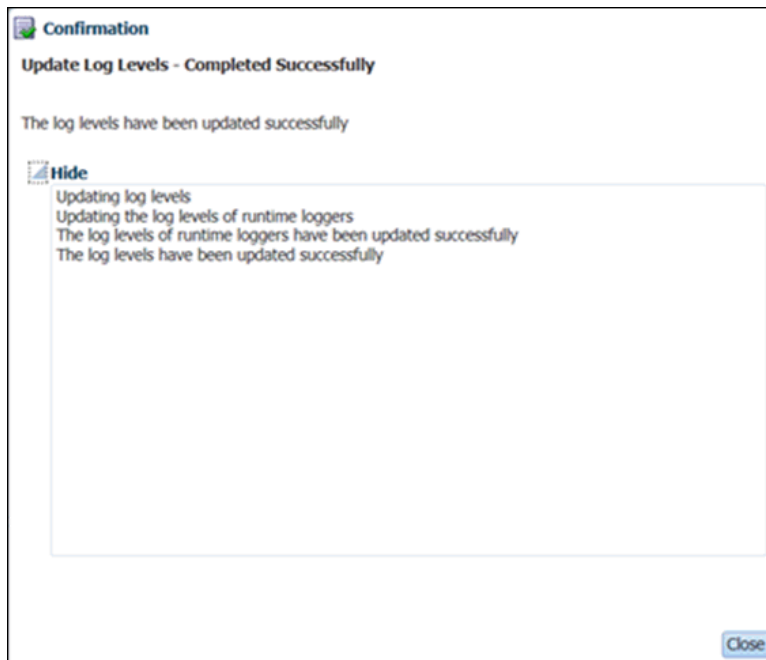 Confirmation
Update Log Levels - Completed Successfully
The log levels have been updated successfully
Hide
Updating log levels
Updating the log levels of runtime loggers
The log levels of runtime loggers have been updated successfully
The log levels have been updated successfully
Close